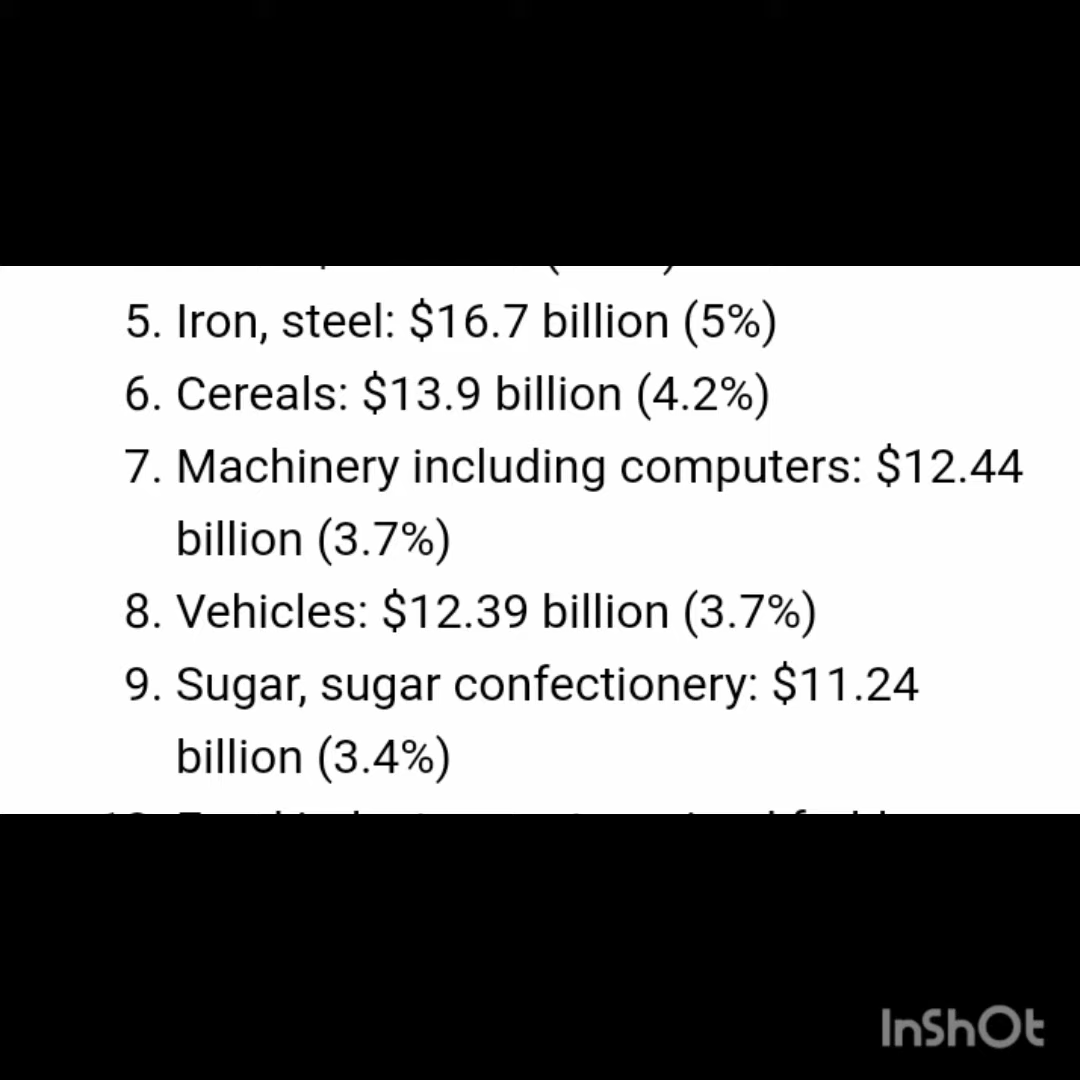 5. Iron, steel: $16.7 billion (5%)
6. Cereals: $13.9 billion (4.2%)
7. Machinery including computers: $12.44
billion (3.7%)
8. Vehicles: $12.39 billion (3.7%)
9. Sugar, sugar confectionery: $11.24
billion (3.4%)
InShOt